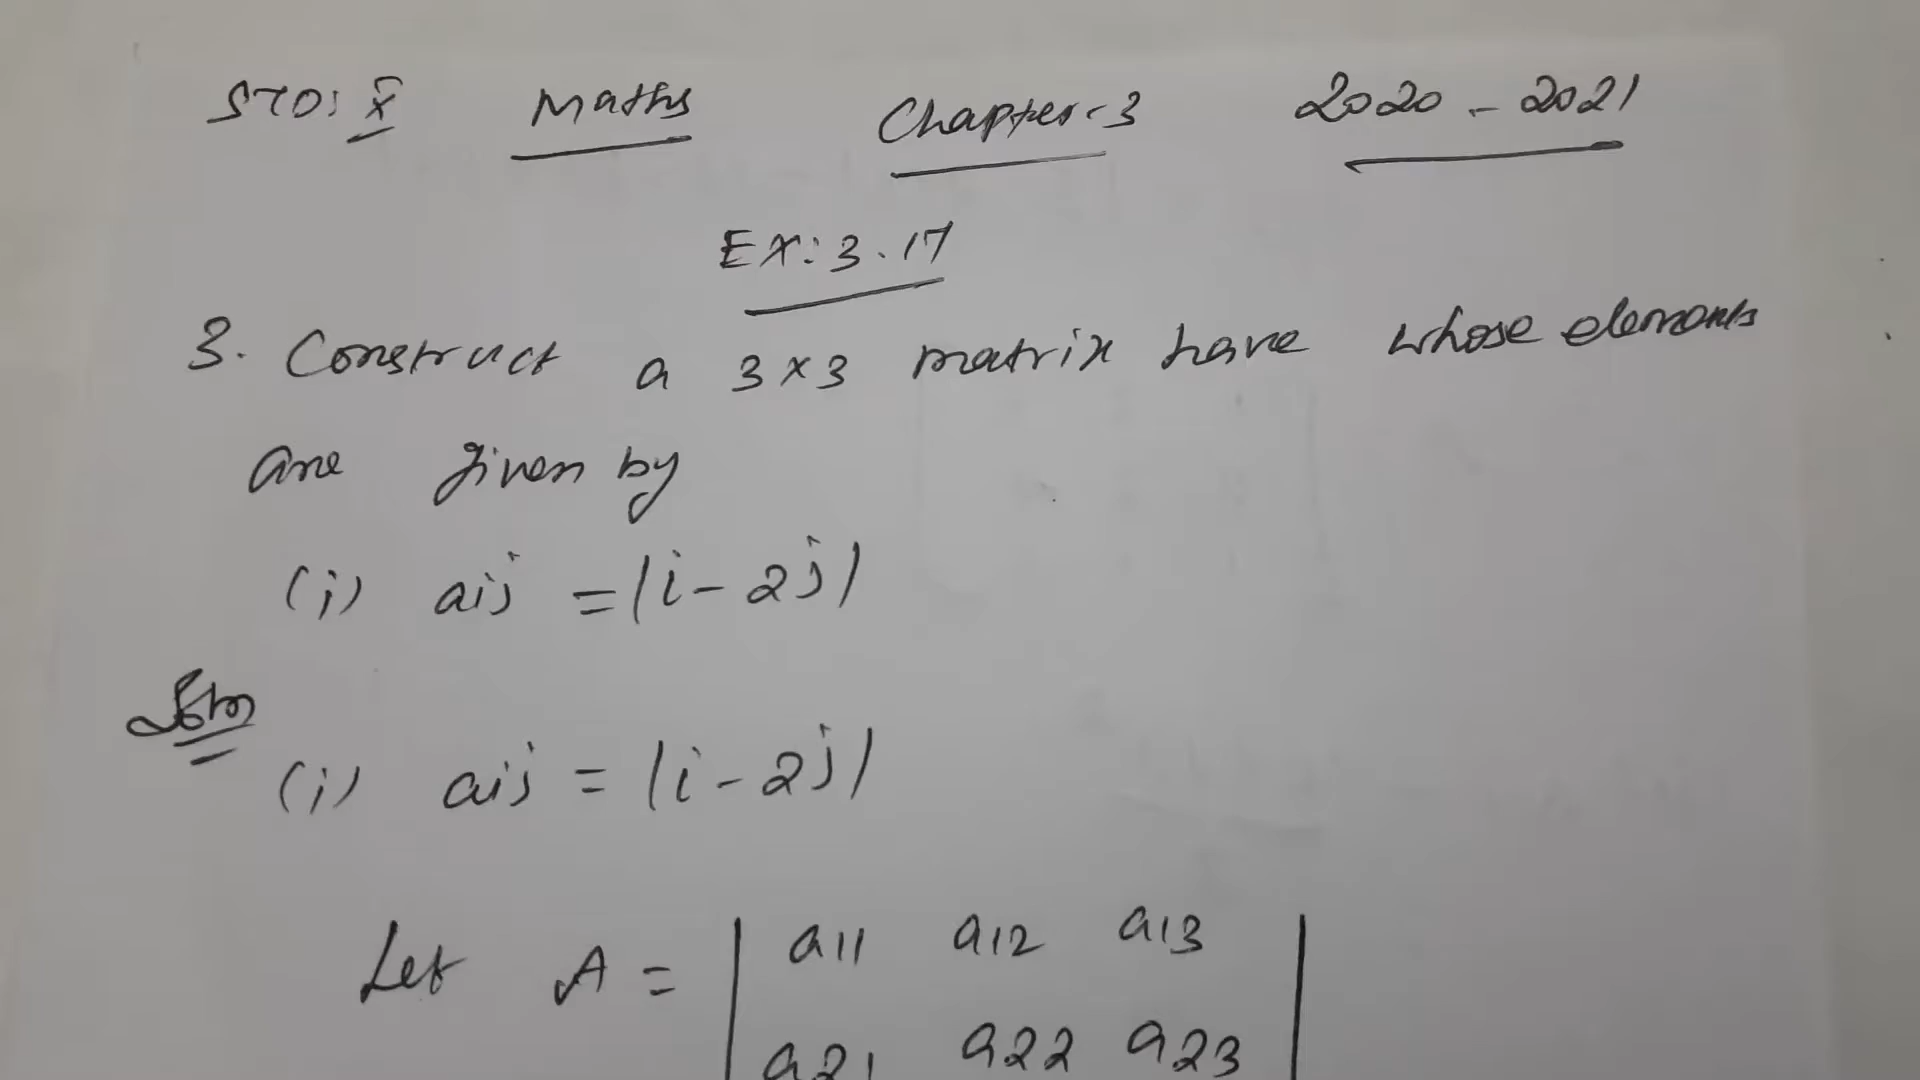 STD: X Maths Chapter-3 2020-2021
EX: 3.17
3. Construct a 3×3 matrix have whose elements
are given by
(i) aij = |i-2j|
Soln
(i) aij = |i-2j|
Let A = | a11 a12 a13 |
a21 a22 a23